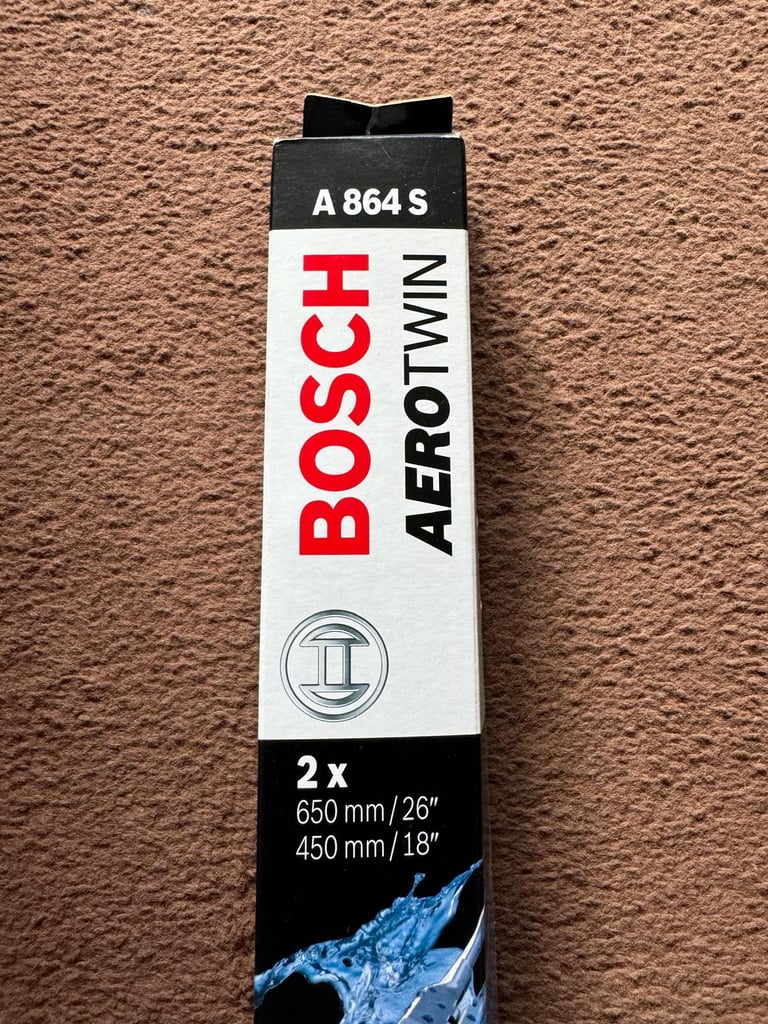 A 864 S
BOSCH
AEROTWIN
2 x
650 mm / 26"
450 mm / 18"